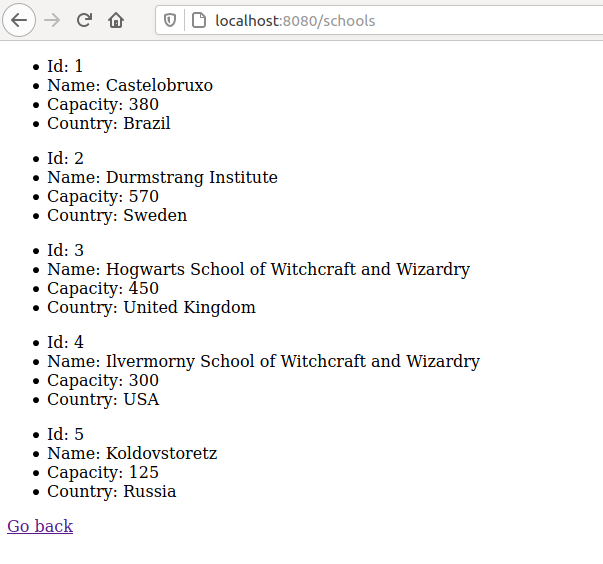 localhost:8080/schools
Id: 1
Name: Castelobruxo
Capacity: 380
Country: Brazil
Id: 2
Name: Durmstrang Institute
Capacity: 570
Country: Sweden
Id: 3
Name: Hogwarts School of Witchcraft and Wizardry
Capacity: 450
Country: United Kingdom
Id: 4
Name: Ilvermorny School of Witchcraft and Wizardry
Capacity: 300
Country: USA
Id: 5
Name: Koldovstoretz
Capacity: 125
Country: Russia
Go back